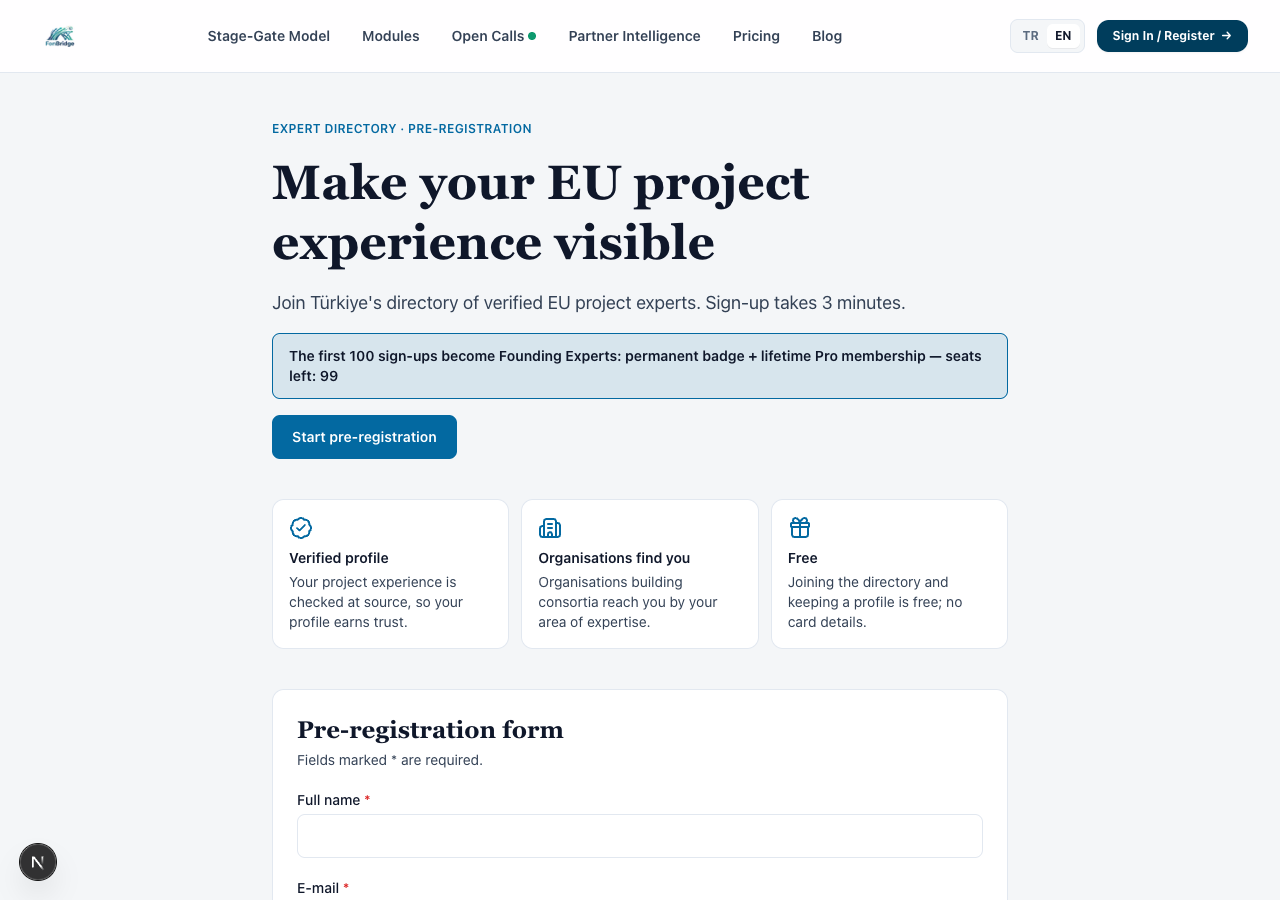 FonBridge
Stage-Gate Model
Modules
Open Calls
Partner Intelligence
Pricing
Blog
TR
EN
Sign In / Register →
EXPERT DIRECTORY · PRE-REGISTRATION
Make your EU project
experience visible
Join Türkiye's directory of verified EU project experts. Sign-up takes 3 minutes.
The first 100 sign-ups become Founding Experts: permanent badge + lifetime Pro membership — seats
left: 99
Start pre-registration
Verified profile
Your project experience is
checked at source, so your
profile earns trust.
Organisations find you
Organisations building
consortia reach you by your
area of expertise.
Free
Joining the directory and
keeping a profile is free; no
card details.
Pre-registration form
Fields marked * are required.
Full name *
E-mail *
N